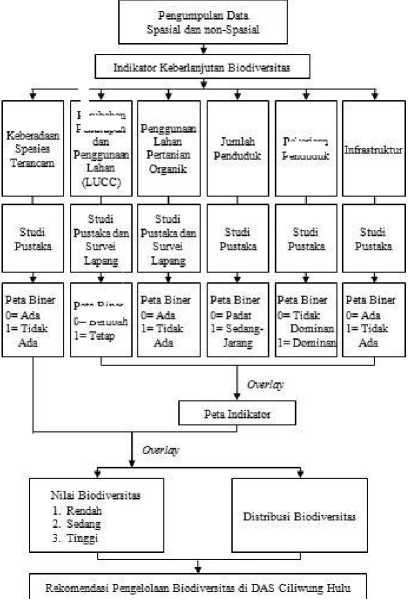 Pengumpulan Data
Spasial dan non-Spasial
Indikator Keberlanjutan Biodiversitas
Keberadaan
Spesies
Terancam
dan
Penggunaan
Lahan
(LUCC)
Penggunaan
Lahan
Pertanian
Organik
Jumlah
Penduduk
Penduduk
Infrastruktur
Studi
Pustaka
Studi
Pustaka dan
Survei
Lapang
Studi
Pustaka dan
Survei
Lapang
Studi
Pustaka
Studi
Pustaka
Studi
Pustaka
Peta Biner
0= Ada
1= Tidak
Ada
Peta Biner
0= Berubah
1= Tetap
Peta Biner
0= Ada
1= Tidak
Ada
Peta Biner
0= Padat
1= Sedang-
Jarang
Peta Biner
0= Tidak
Dominan
1= Dominan
Peta Biner
0= Ada
1= Tidak
Ada
Overlay
Peta Indikator
Overlay
Nilai Biodiversitas
1. Rendah
2. Sedang
3. Tinggi
Distribusi Biodiversitas
Rekomendasi Pengelolaan Biodiversitas di DAS Ciliwung Hulu